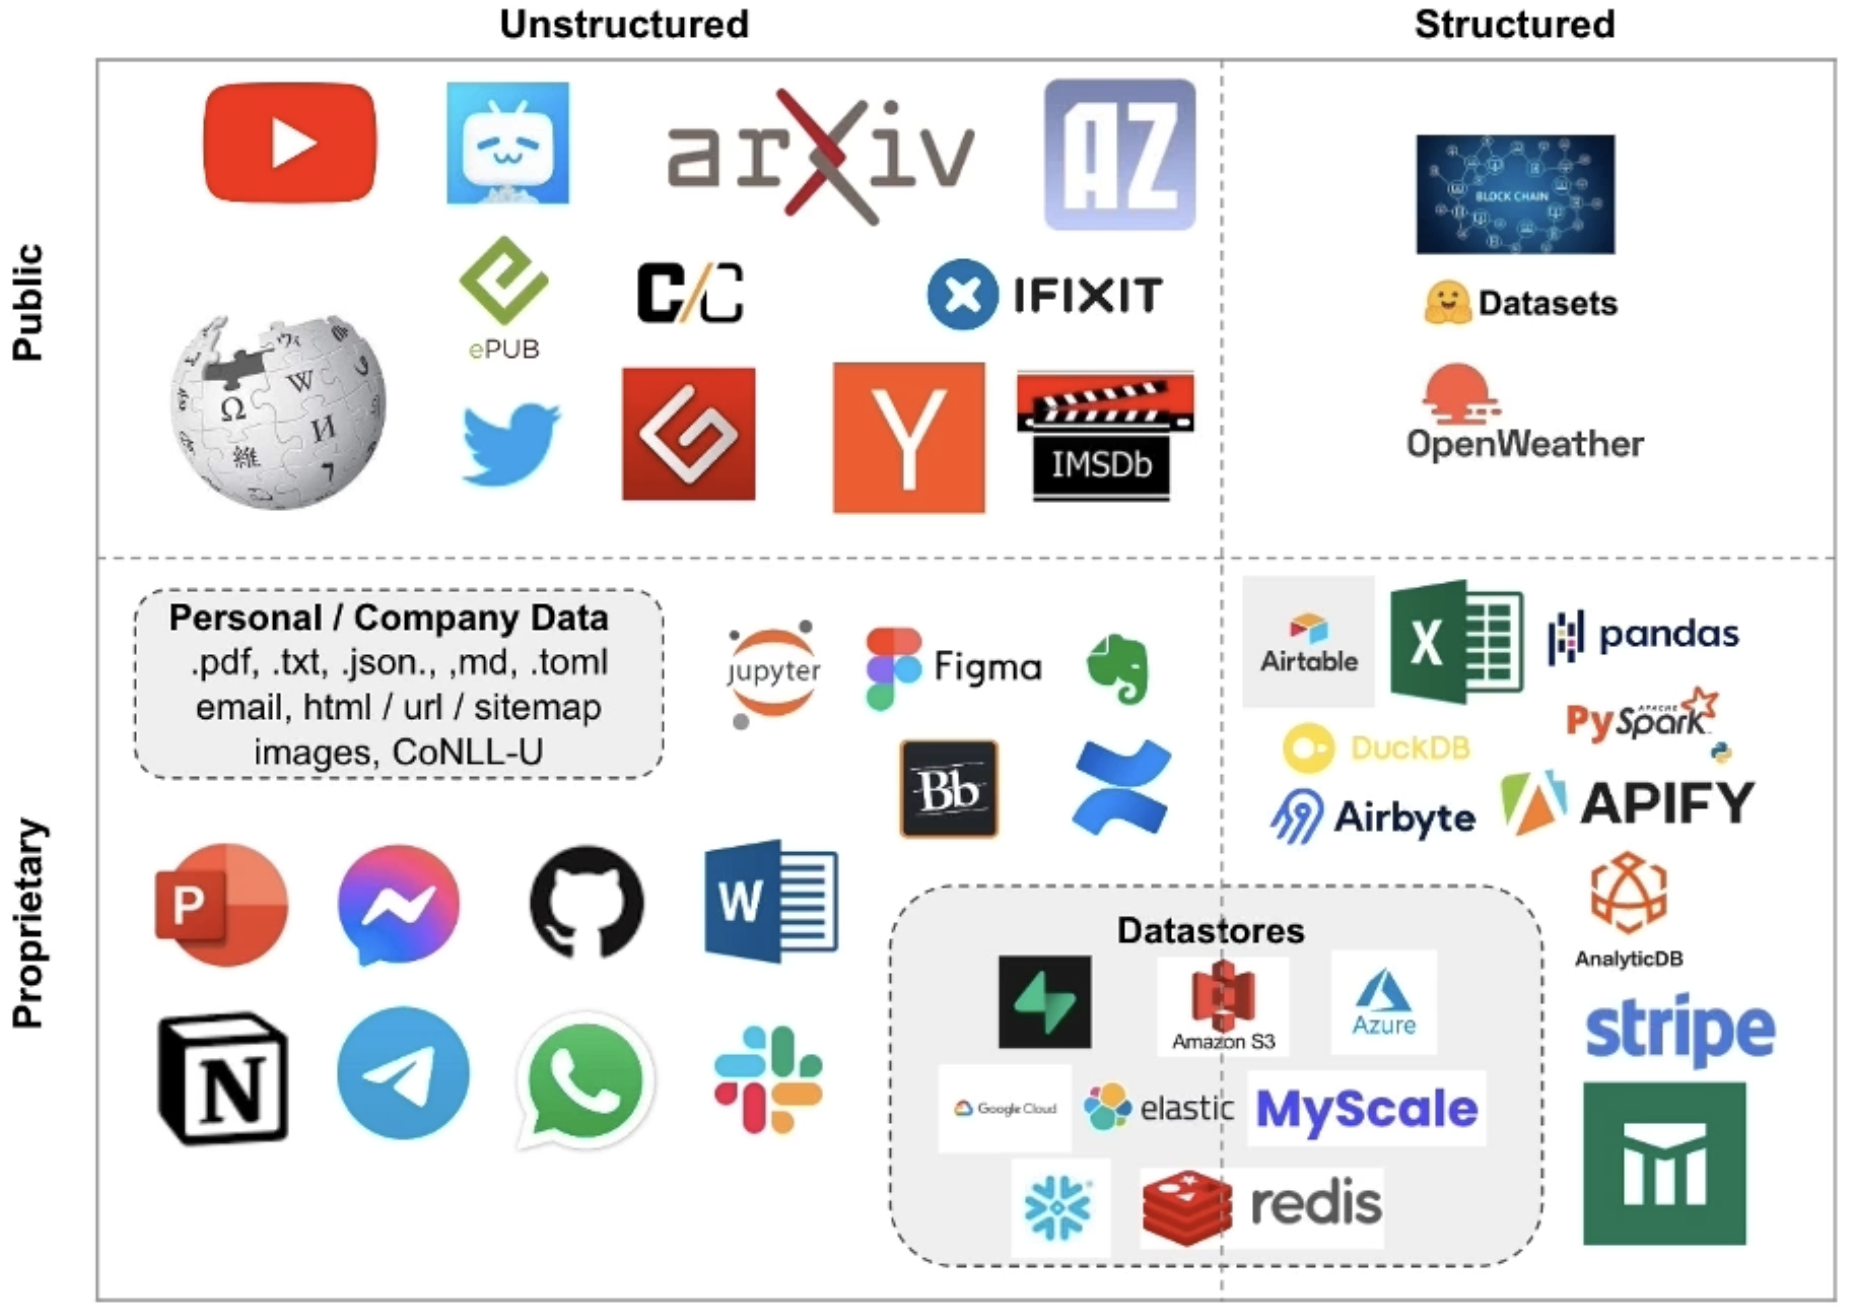 Unstructured
Structured
Public
arXiv
AZ
BLOCK CHAIN
ePUB
C/C
IFIXIT
Datasets
Ω
W
И
維
Y
IMSDb
OpenWeather
Proprietary
Personal / Company Data
.pdf, .txt, .json., ,md, .toml
email, html / url / sitemap
images, CoNLL-U
jupyter
Figma
Bb
Airtable
X
pandas
APACHE
PySpark
DuckDB
Airbyte
APIFY
P
W
AnalyticDB
N
Datastores
Amazon S3
Azure
Google Cloud
elastic
MyScale
redis
stripe